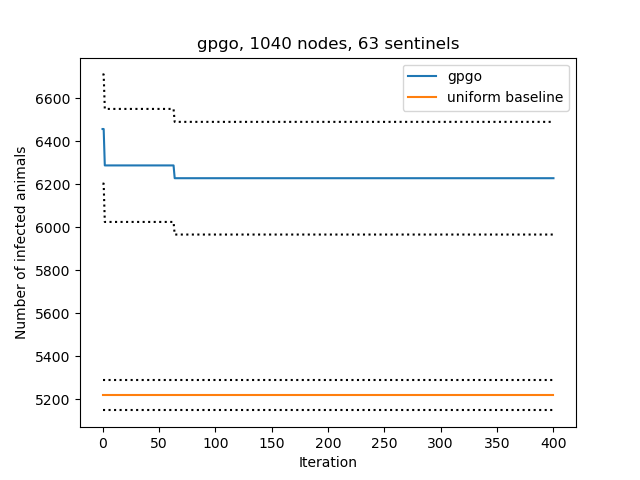 gpgo, 1040 nodes, 63 sentinels
gpgo
uniform baseline
Number of infected animals
6600
6400
6200
6000
5800
5600
5400
5200
0 50 100 150 200 250 300 350 400
Iteration